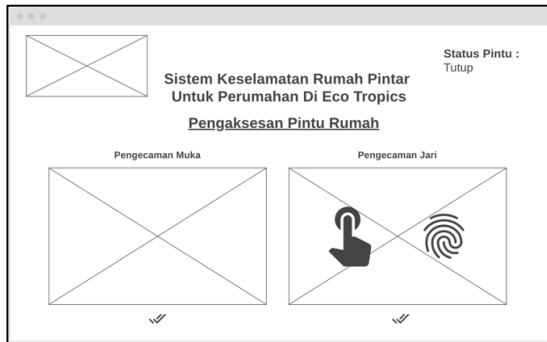 Status Pintu :
Tutup
Sistem Keselamatan Rumah Pintar
Untuk Perumahan Di Eco Tropics
Pengaksesan Pintu Rumah
Pengecaman Muka
Pengecaman Jari